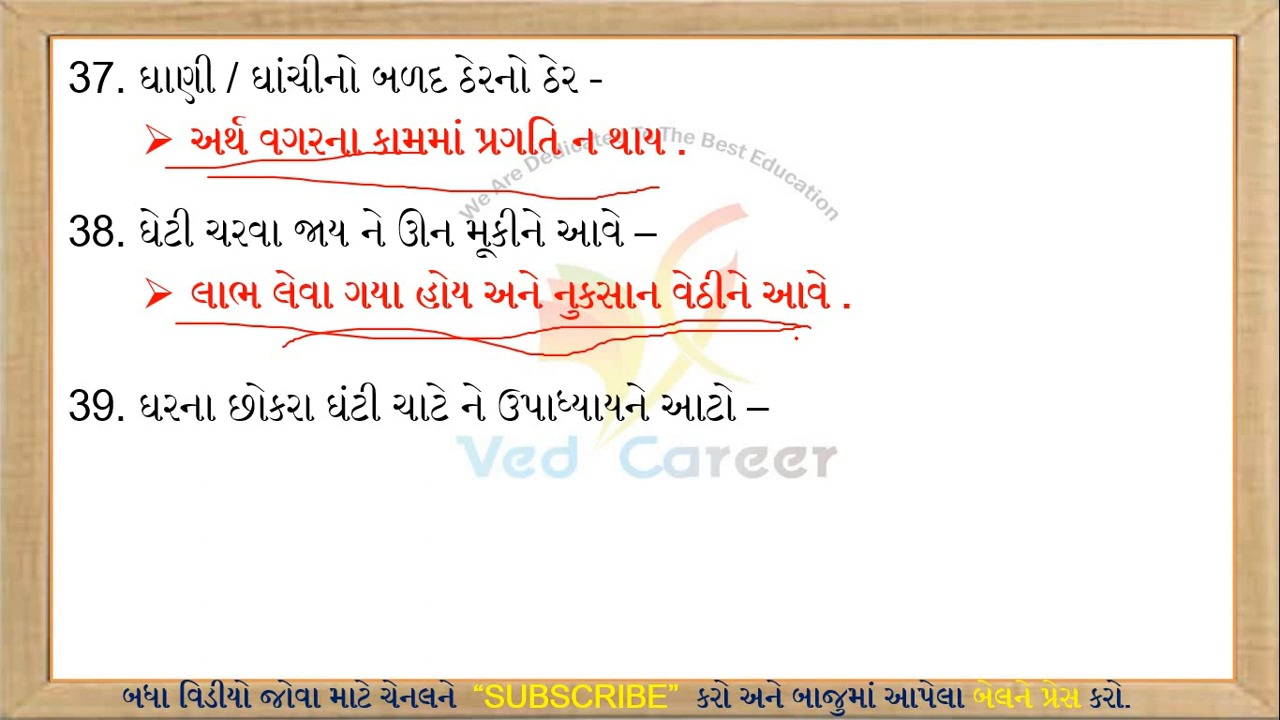 37. ઘાણી / ઘાંચીનો બળદ ઠેરનો ઠેર -
➢ અર્થ વગરના કામમાં પ્રગતિ ન થાય .
We Are Dedicated To The Best Education
38. ઘેટી ચરવા જાય ને ઊન મૂકીને આવે –
➢ લાભ લેવા ગયા હોય અને નુકસાન વેઠીને આવે .
39. ઘરના છોકરા ઘંટી ચાટે ને ઉપાધ્યાયને આટો –
Ved Career
બધા વિડીયો જોવા માટે ચેનલને “SUBSCRIBE” કરો અને બાજુમાં આપેલા બેલને પ્રેસ કરો.